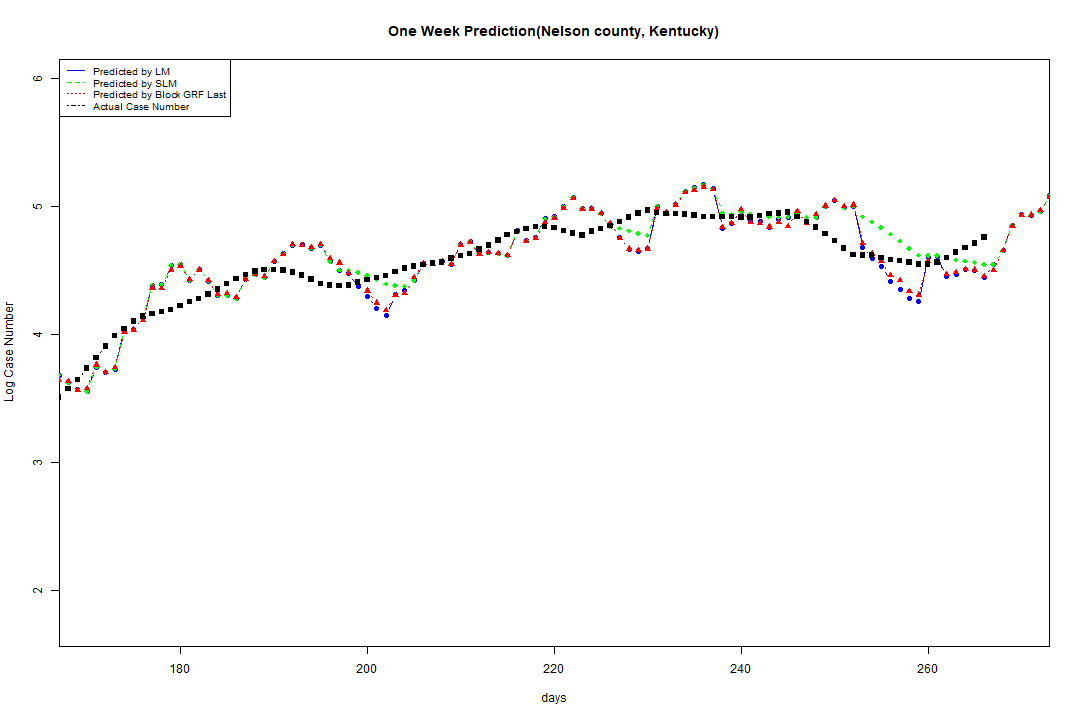 One Week Prediction(Nelson county, Kentucky)
Predicted by LM
Predicted by SLM
Predicted by Block GRF Last
Actual Case Number
6
5
4
3
2
Log Case Number
180 200 220 240 260
days